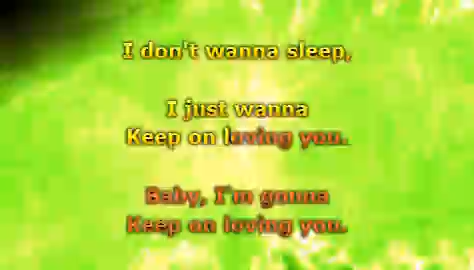 I don't wanna sleep,
I just wanna
Keep on loving you.
Baby, I'm gonna
Keep on loving you.